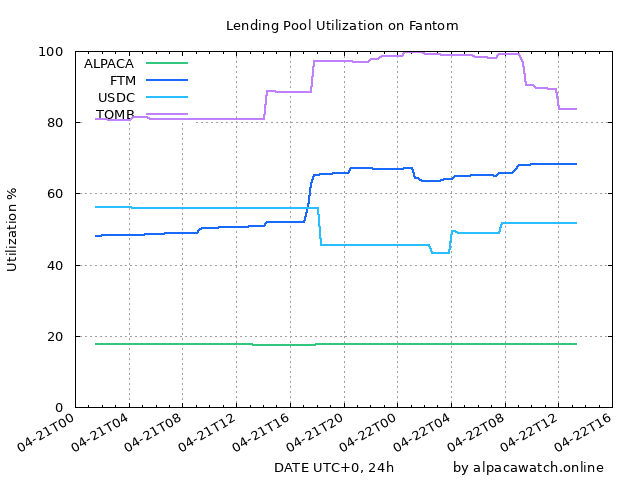 Lending Pool Utilization on Fantom
100
80
60
40
20
0
Utilization %
ALPACA
FTM
USDC
TOMB
04-21T00
04-21T04
04-21T08
04-21T12
04-21T16
04-21T20
04-22T00
04-22T04
04-22T08
04-22T12
04-22T16
DATE UTC+0, 24h
by alpacawatch.online